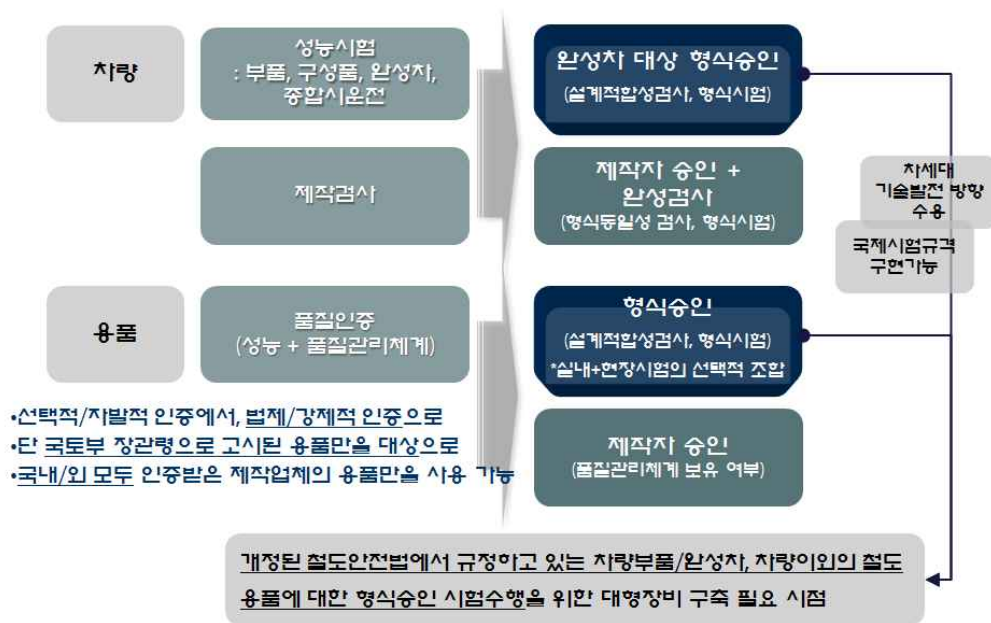 차량
성능시험
: 부품, 구성품, 완성차,
종합시운전
완성차 대상 형식승인
(설계적합성검사, 형식시험)
제작검사
제작자 승인 +
완성검사
(형식동일성 검사, 형식시험)
차세대
기술발전 방향
수용
국제시험규격
구현가능
용품
품질인증
(성능 + 품질관리체계)
형식승인
(설계적합성검사, 형식시험)
*실내+현장시험의 선택적 조합
•선택적/자발적 인증에서, 법제/강제적 인증으로
•단 국토부 장관령으로 고시된 용품만을 대상으로
•국내/외 모두 인증받은 제작업체의 용품만을 사용 가능
제작자 승인
(품질관리체계 보유 여부)
개정된 철도안전법에서 규정하고 있는 차량부품/완성차, 차량이외의 철도
용품에 대한 형식승인 시험수행을 위한 대형장비 구축 필요 시점